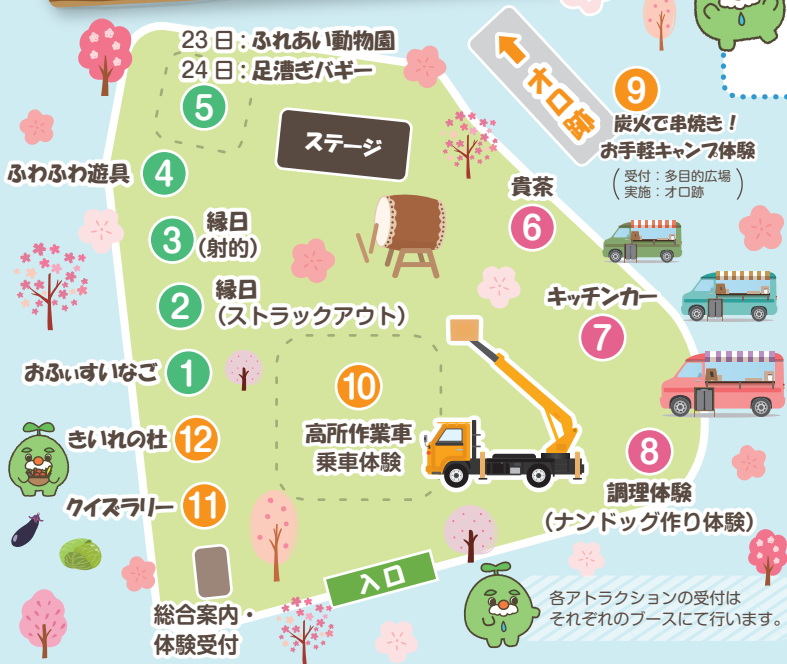 23日：ふれあい動物園
24日：足漕ぎバギー
5
ステージ
オロ跡
9
炭火で串焼き！
お手軽キャンプ体験
（受付：多目的広場
実施：オロ跡）
ふわふわ遊具
4
貴茶
6
3
縁日
（射的）
2
縁日
（ストラックアウト）
キッチンカー
7
おふぃすいなご
1
10
高所作業車
乗車体験
きいれの杜
12
8
調理体験
（ナンドッグ作り体験）
クイズラリー
11
入口
総合案内・
体験受付
各アトラクションの受付は
それぞれのブースにて行います。